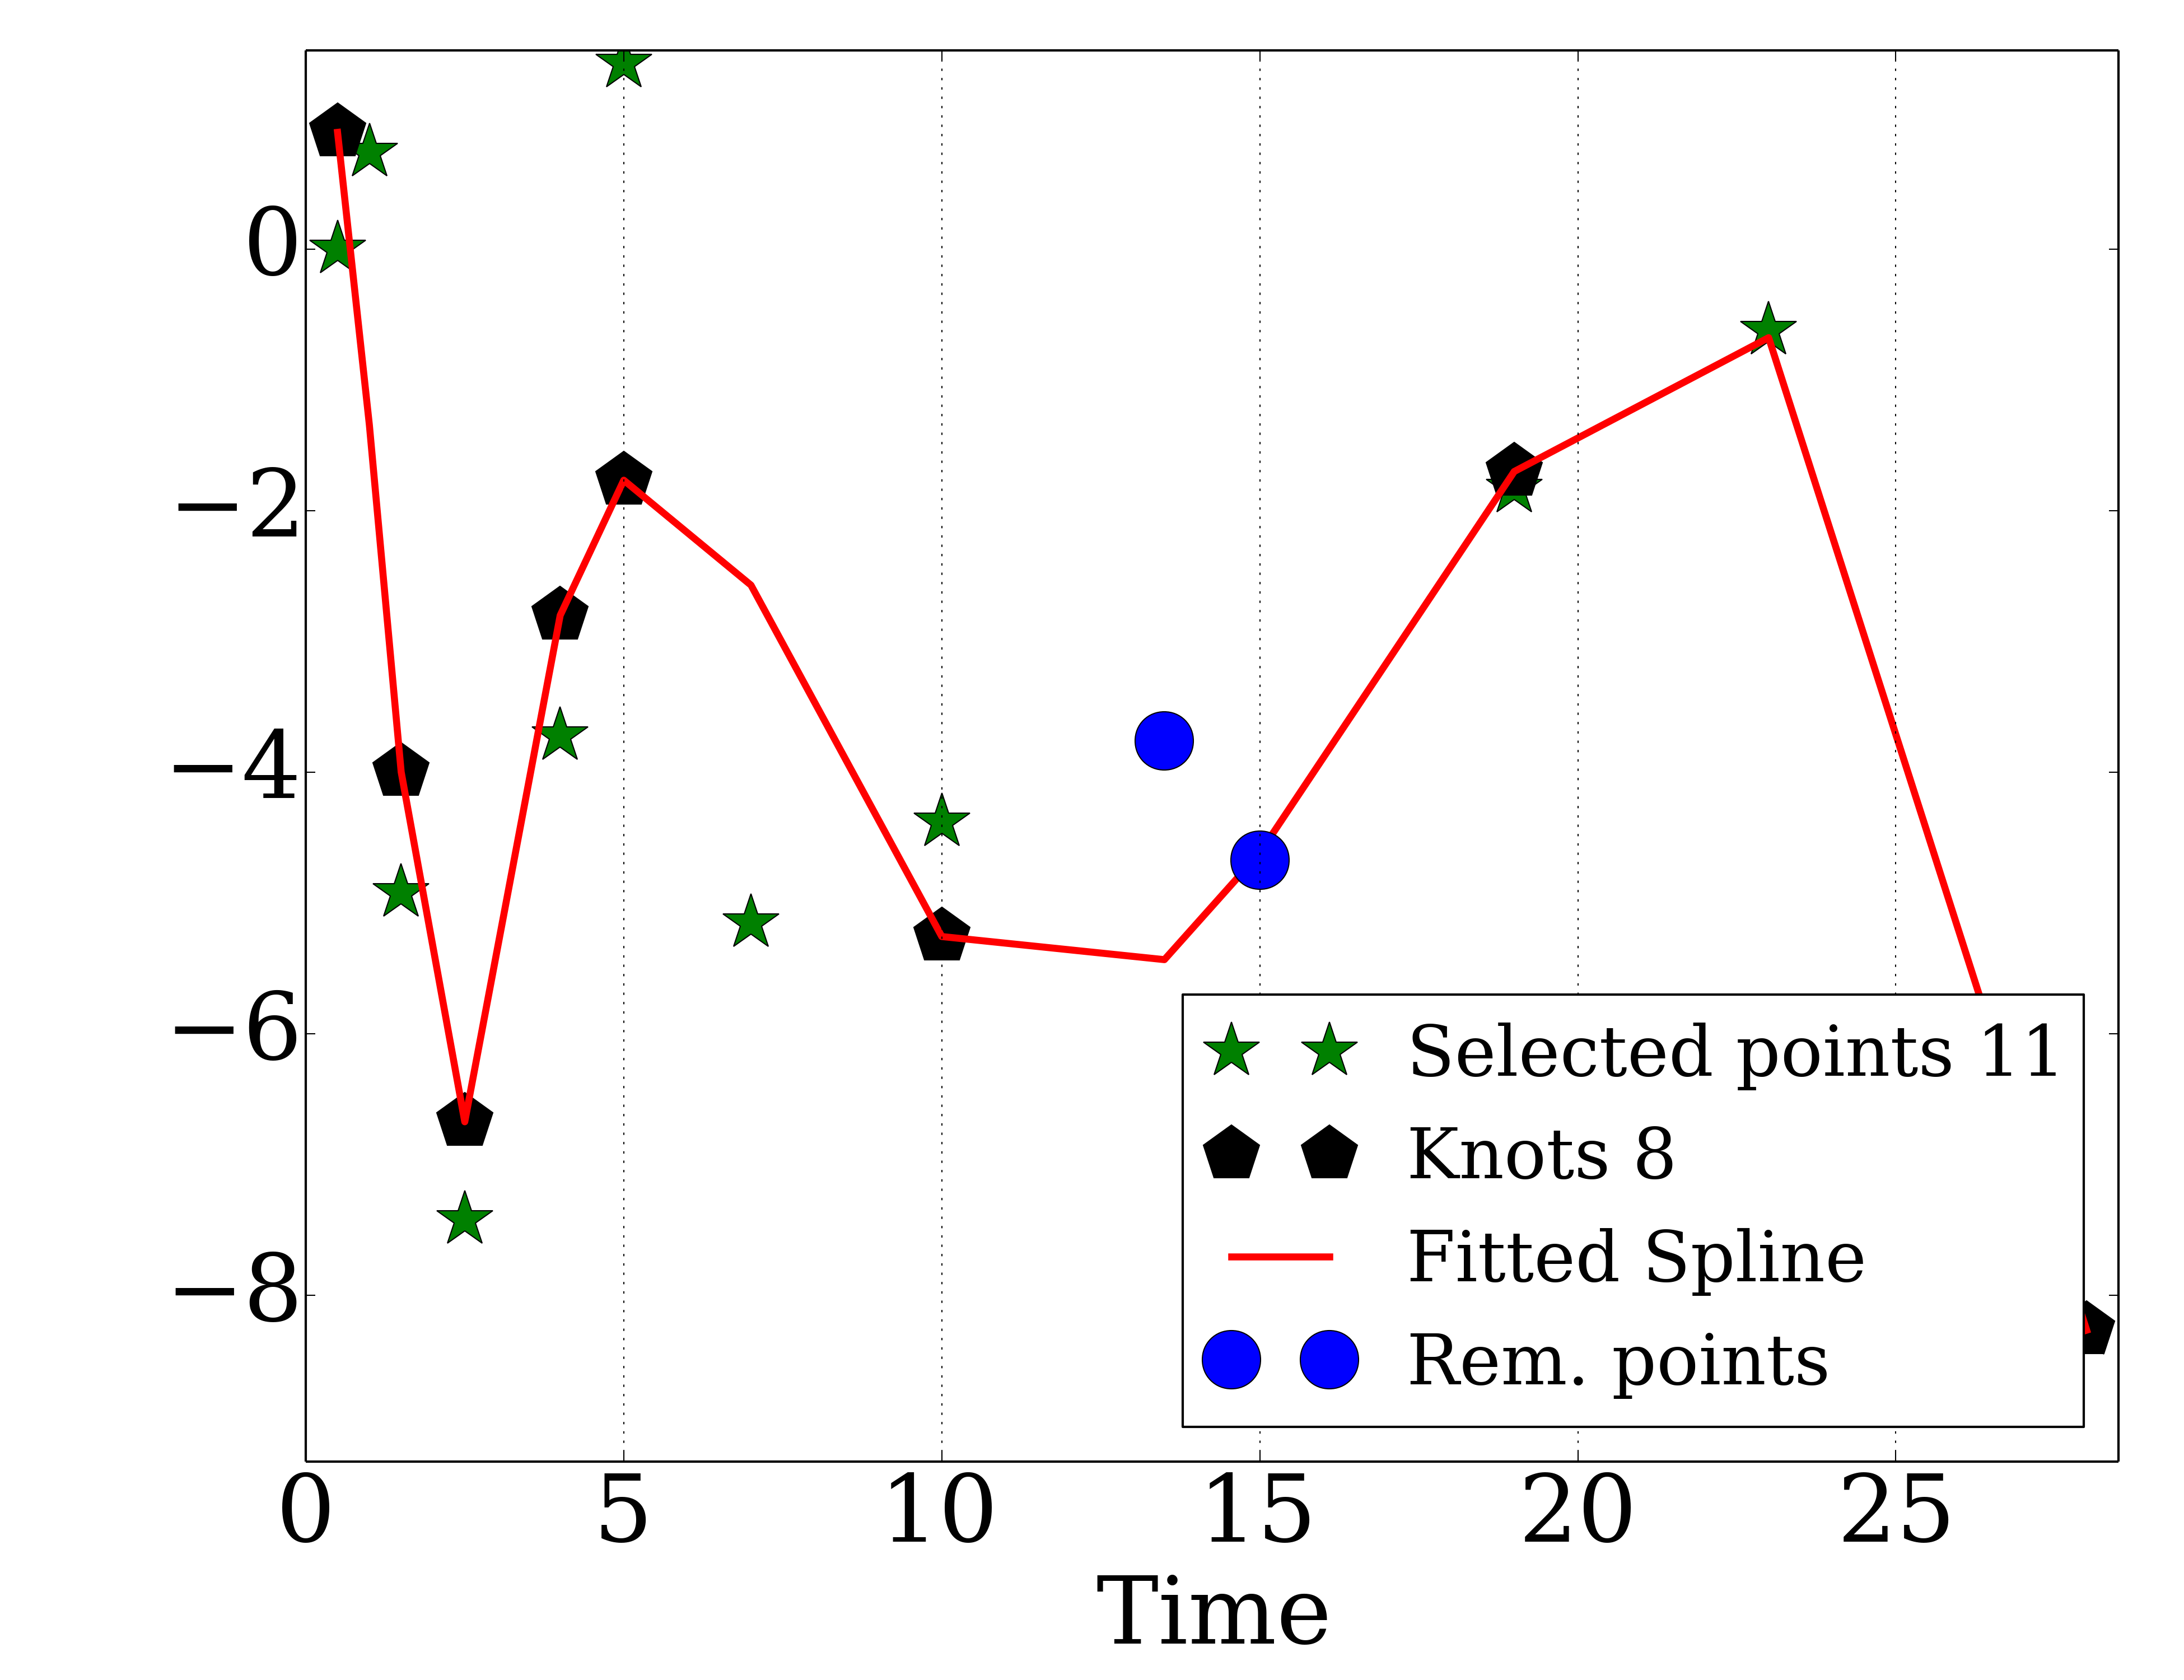 0
−2
−4
−6
−8
Selected points 11
Knots 8
Fitted Spline
Rem. points
0 5 10 15 20 25
Time